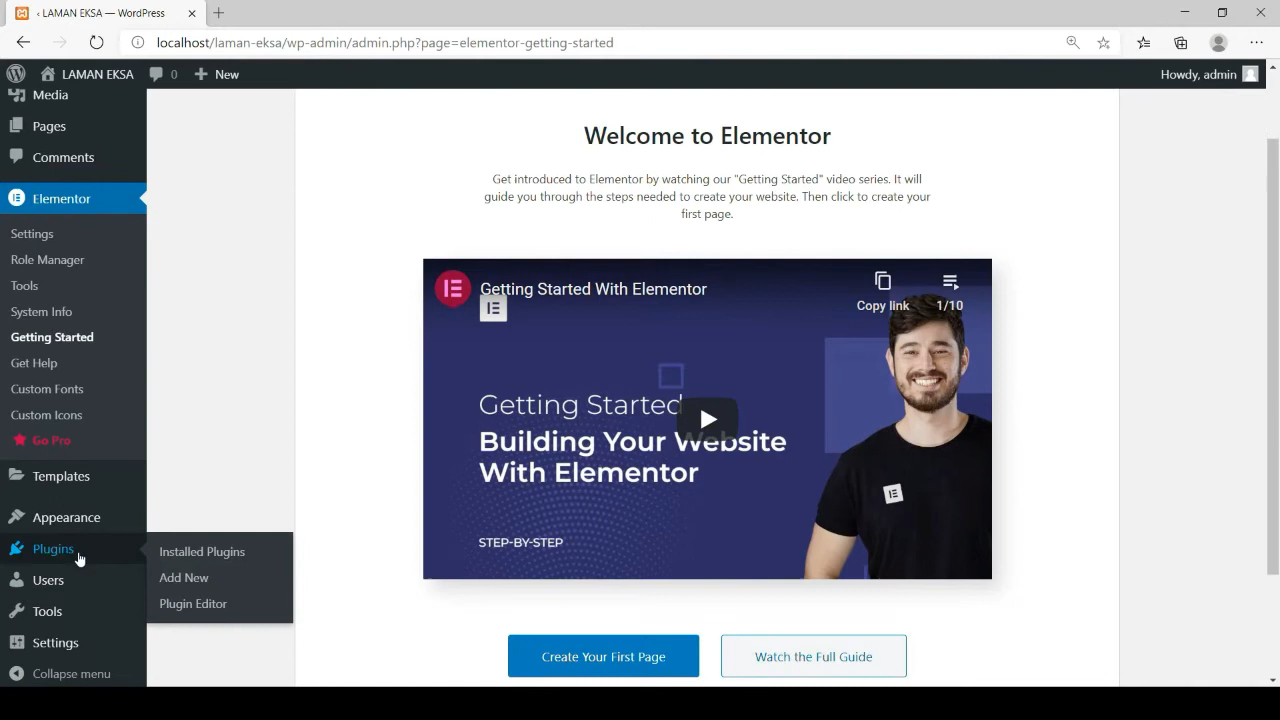 ‹ LAMAN EKSA — WordPress
localhost/laman-eksa/wp-admin/admin.php?page=elementor-getting-started
LAMAN EKSA
0
New
Howdy, admin
Media
Pages
Comments
Elementor
Settings
Role Manager
Tools
System Info
Getting Started
Get Help
Custom Fonts
Custom Icons
Go Pro
Templates
Appearance
Plugins
Installed Plugins
Add New
Plugin Editor
Users
Tools
Settings
Collapse menu
Welcome to Elementor
Get introduced to Elementor by watching our "Getting Started" video series. It will
guide you through the steps needed to create your website. Then click to create your
first page.
Getting Started With Elementor
Copy link
1/10
Getting Started
Building Your Website
With Elementor
STEP-BY-STEP
Create Your First Page
Watch the Full Guide